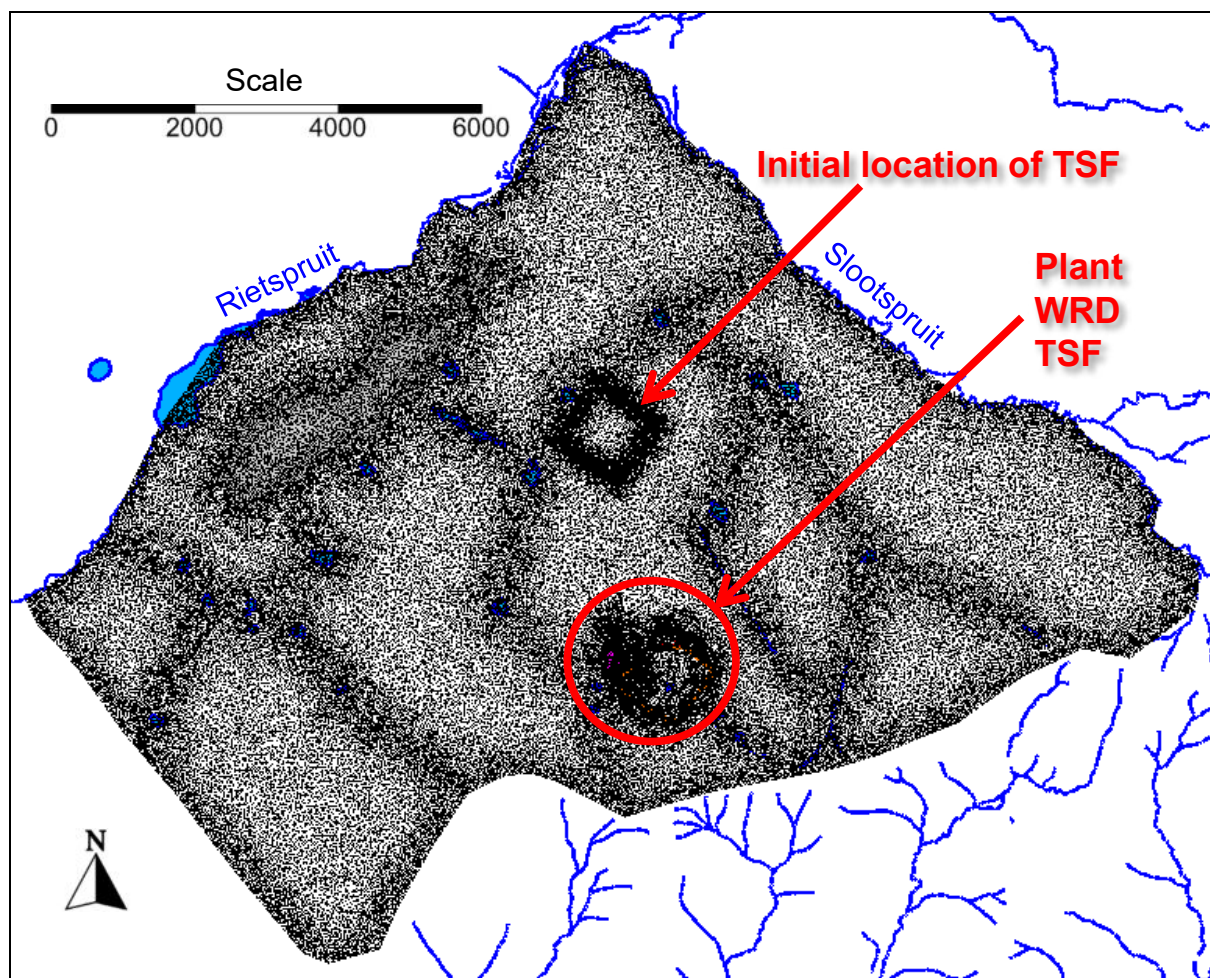 Scale
0 2000 4000 6000
Initial location of TSF
Rietspruit
Slootspruit
Plant
WRD
TSF
N